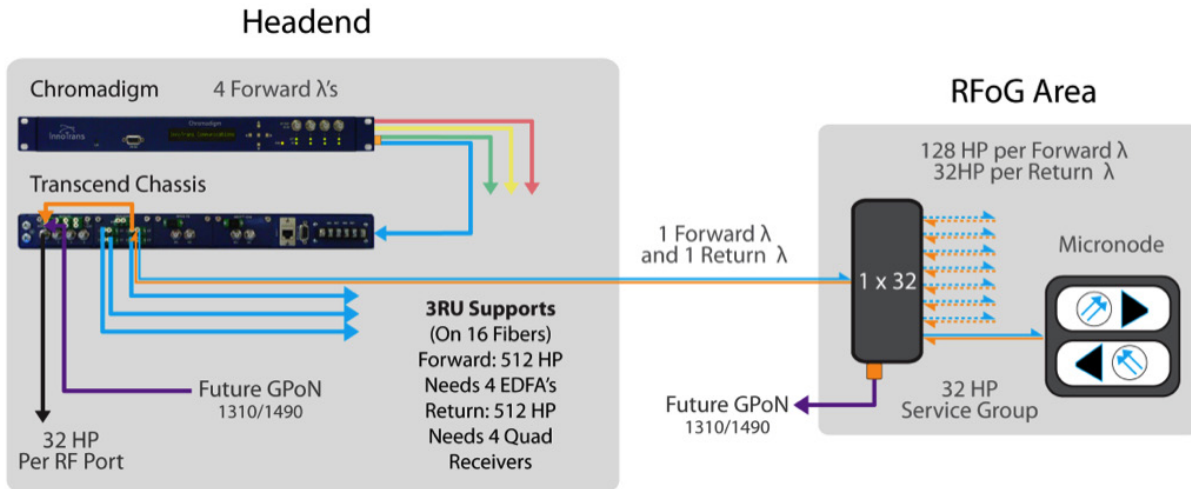 Headend
Chromadigm
4 Forward λ's
InnoTrans
Chromadigm
Transcend Chassis
Future GPoN
1310/1490
32 HP
Per RF Port
3RU Supports
(On 16 Fibers)
Forward: 512 HP
Needs 4 EDFA's
Return: 512 HP
Needs 4 Quad
Receivers
1 Forward λ
and 1 Return λ
RFoG Area
128 HP per Forward λ
32HP per Return λ
1 x 32
Micronode
32 HP
Service Group
Future GPoN
1310/1490